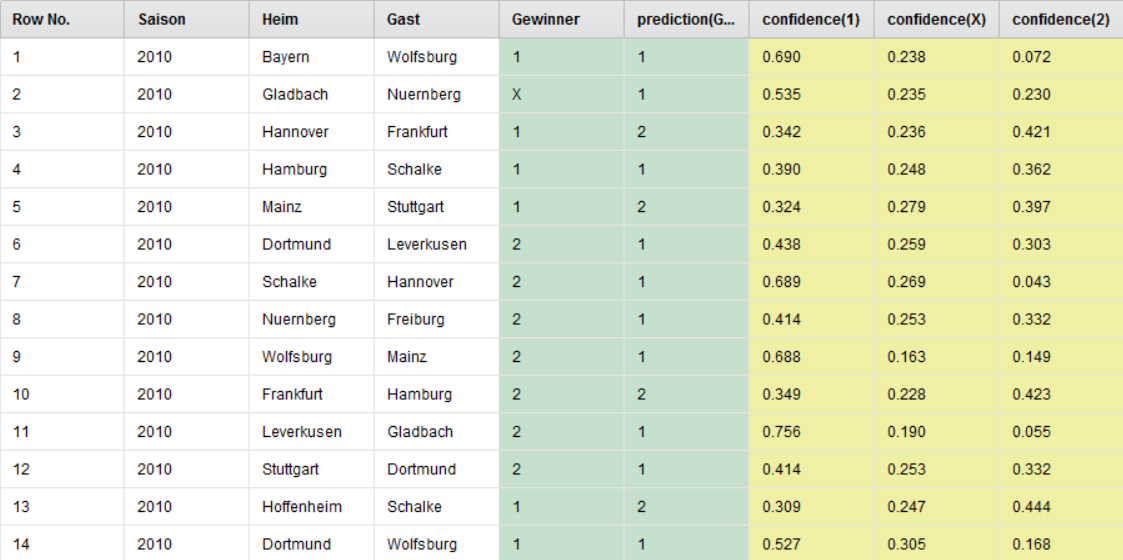 Row No. Saison Heim Gast Gewinner prediction(G... confidence(1) confidence(X) confidence(2)
1 2010 Bayern Wolfsburg 1 1 0.690 0.238 0.072
2 2010 Gladbach Nuernberg X 1 0.535 0.235 0.230
3 2010 Hannover Frankfurt 1 2 0.342 0.236 0.421
4 2010 Hamburg Schalke 1 1 0.390 0.248 0.362
5 2010 Mainz Stuttgart 1 2 0.324 0.279 0.397
6 2010 Dortmund Leverkusen 2 1 0.438 0.259 0.303
7 2010 Schalke Hannover 2 1 0.689 0.269 0.043
8 2010 Nuernberg Freiburg 2 1 0.414 0.253 0.332
9 2010 Wolfsburg Mainz 2 1 0.688 0.163 0.149
10 2010 Frankfurt Hamburg 2 2 0.349 0.228 0.423
11 2010 Leverkusen Gladbach 2 1 0.756 0.190 0.055
12 2010 Stuttgart Dortmund 2 1 0.414 0.253 0.332
13 2010 Hoffenheim Schalke 1 2 0.309 0.247 0.444
14 2010 Dortmund Wolfsburg 1 1 0.527 0.305 0.168